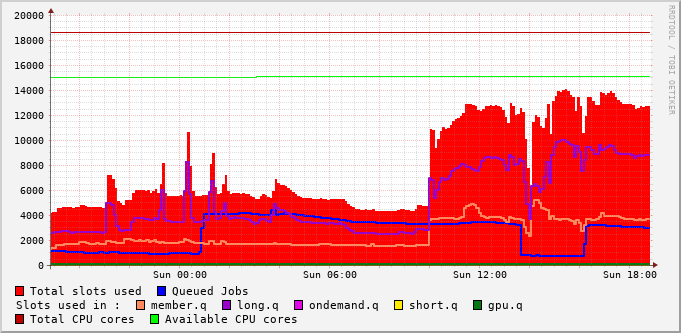 20000
18000
16000
14000
12000
10000
8000
6000
4000
2000
0
Sun 00:00 Sun 06:00 Sun 12:00 Sun 18:00
RRDTOOL / TOBI OETIKER
Total slots used Queued Jobs
Slots used in : member.q long.q ondemand.q short.q gpu.q
Total CPU cores Available CPU cores